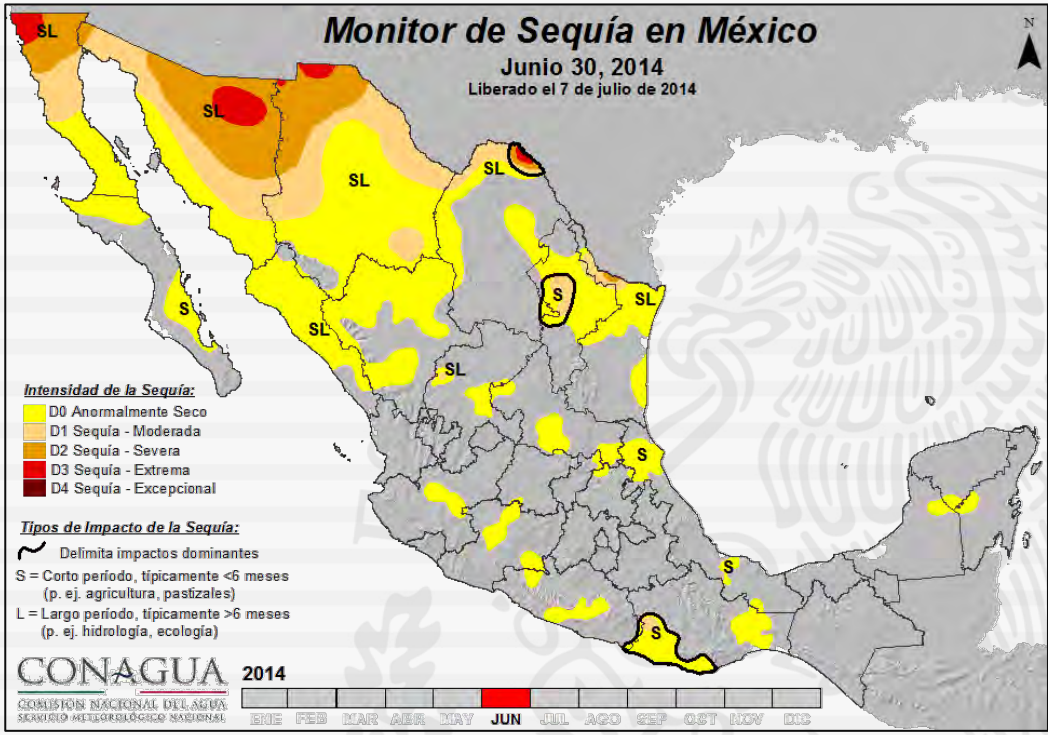 Monitor de Sequía en México
Junio 30, 2014
Liberado el 7 de julio de 2014
N
SL
SL
SL
SL
S
SL
S
SL
SL
S
S
S
Intensidad de la Sequía:
D0 Anormalmente Seco
D1 Sequía - Moderada
D2 Sequía - Severa
D3 Sequía - Extrema
D4 Sequía - Excepcional
Tipos de Impacto de la Sequía:
Delimita impactos dominantes
S = Corto período, típicamente <6 meses
(p. ej. agricultura, pastizales)
L = Largo período, típicamente >6 meses
(p. ej. hidrología, ecología)
CONAGUA
COMISIÓN NACIONAL DEL AGUA
SERVICIO METEOROLÓGICO NACIONAL
2014
ENE FEB MAR ABR MAY JUN JUL AGO SEP OCT NOV DIC